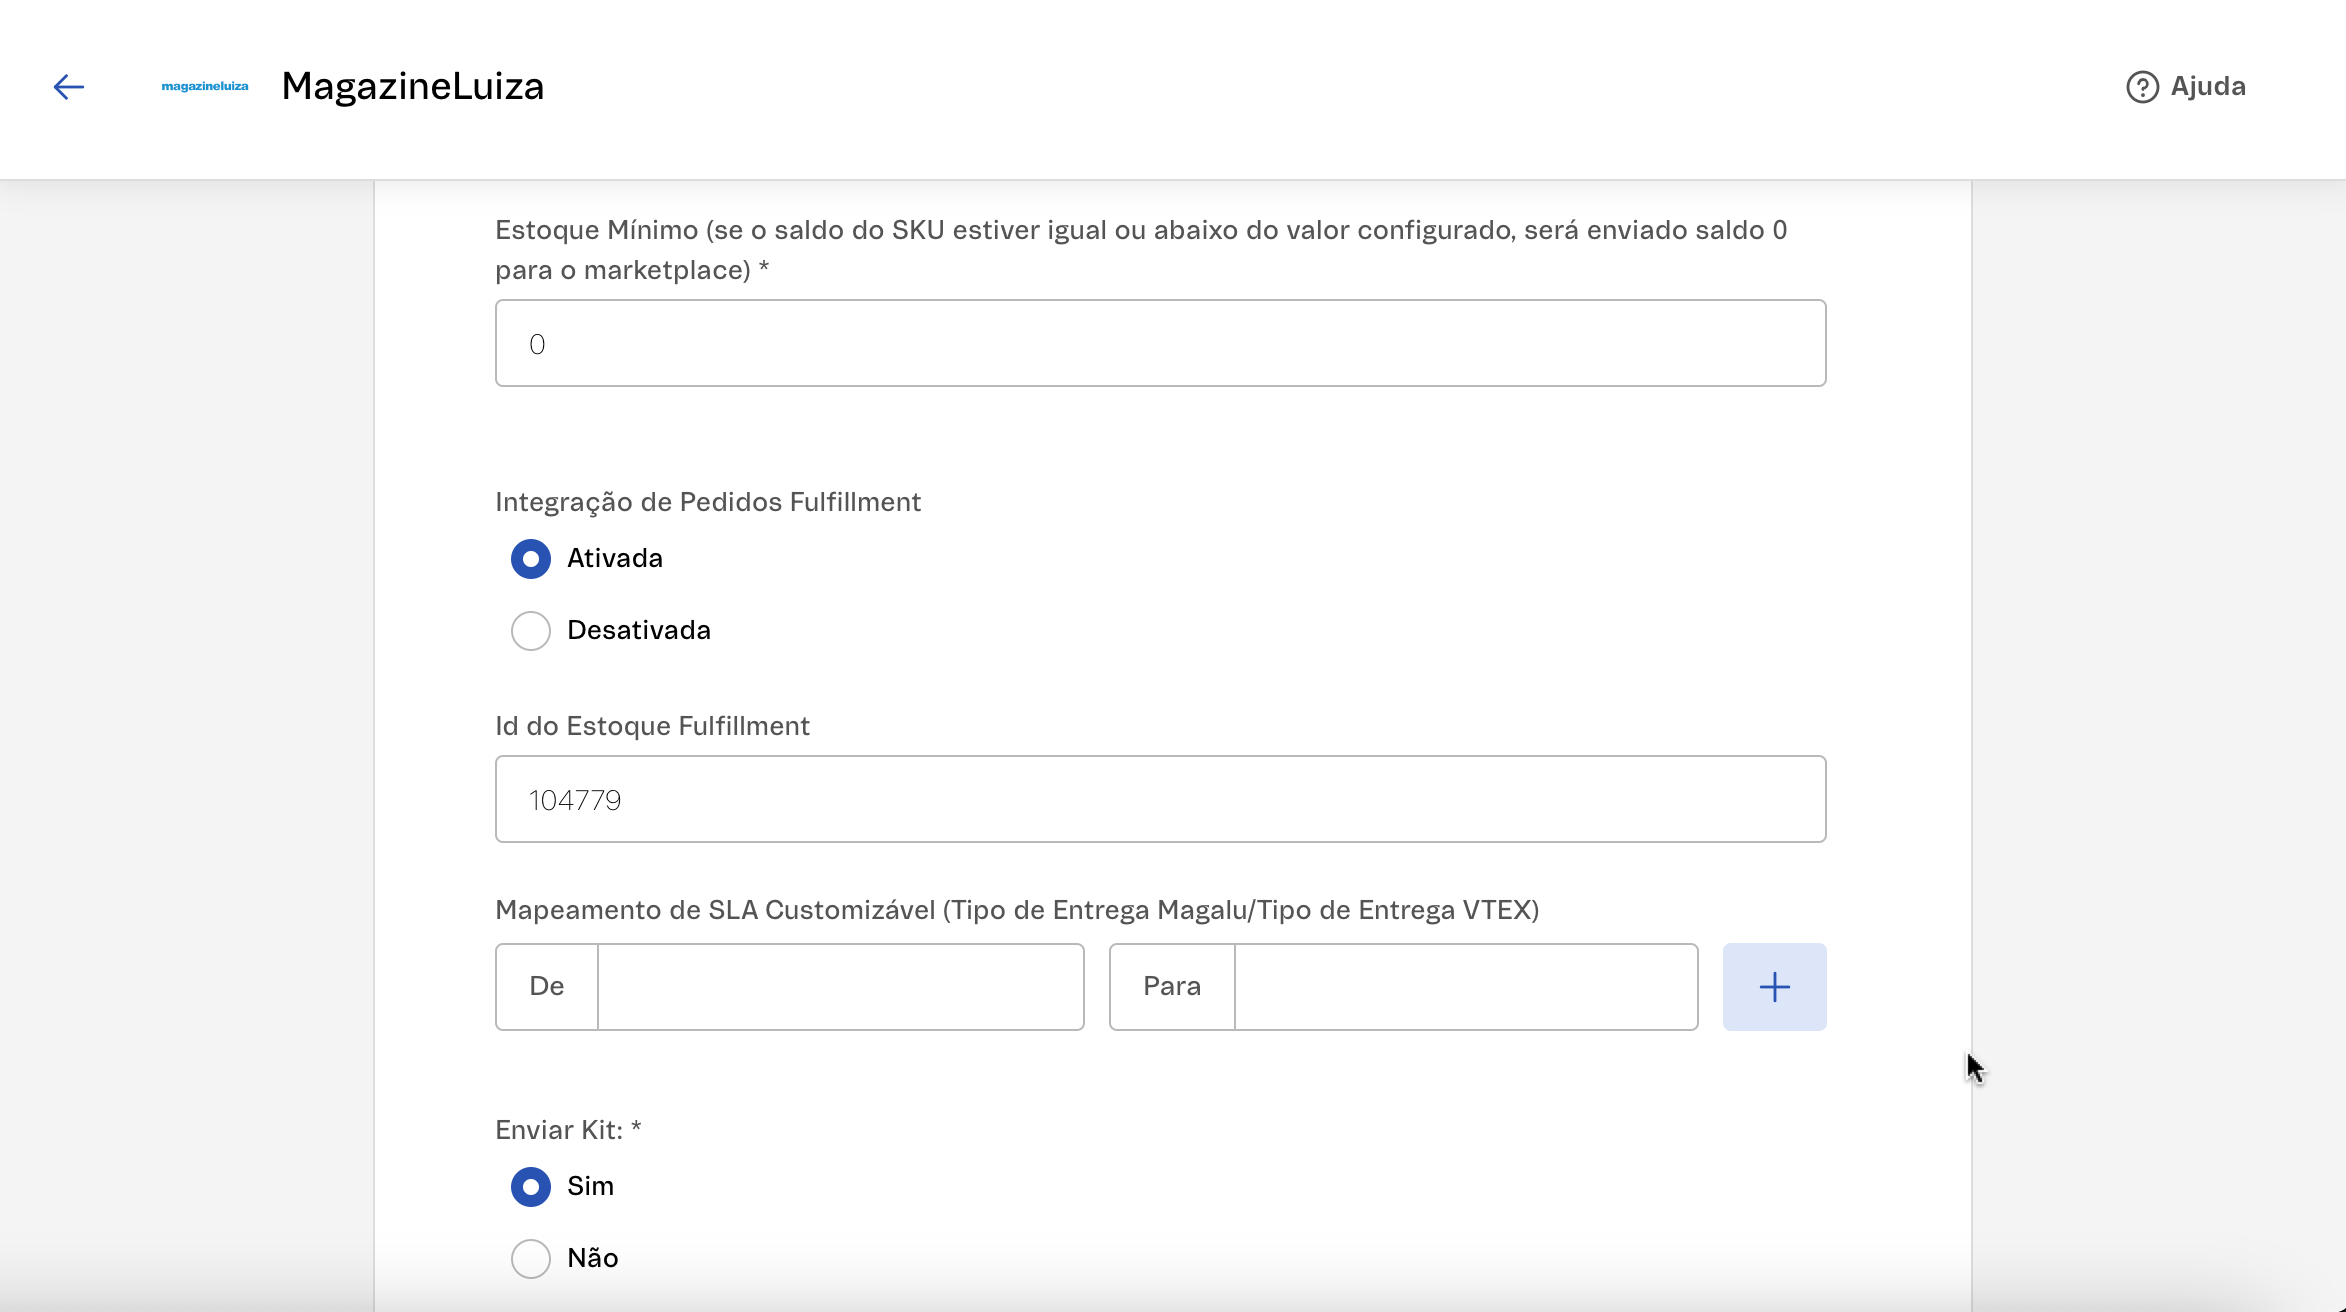 magazineluiza
MagazineLuiza
Ajuda
Estoque Mínimo (se o saldo do SKU estiver igual ou abaixo do valor configurado, será enviado saldo 0
para o marketplace) *
0
Integração de Pedidos Fulfillment
Ativada
Desativada
Id do Estoque Fulfillment
104779
Mapeamento de SLA Customizável (Tipo de Entrega Magalu/Tipo de Entrega VTEX)
De
Para
Enviar Kit: *
Sim
Não